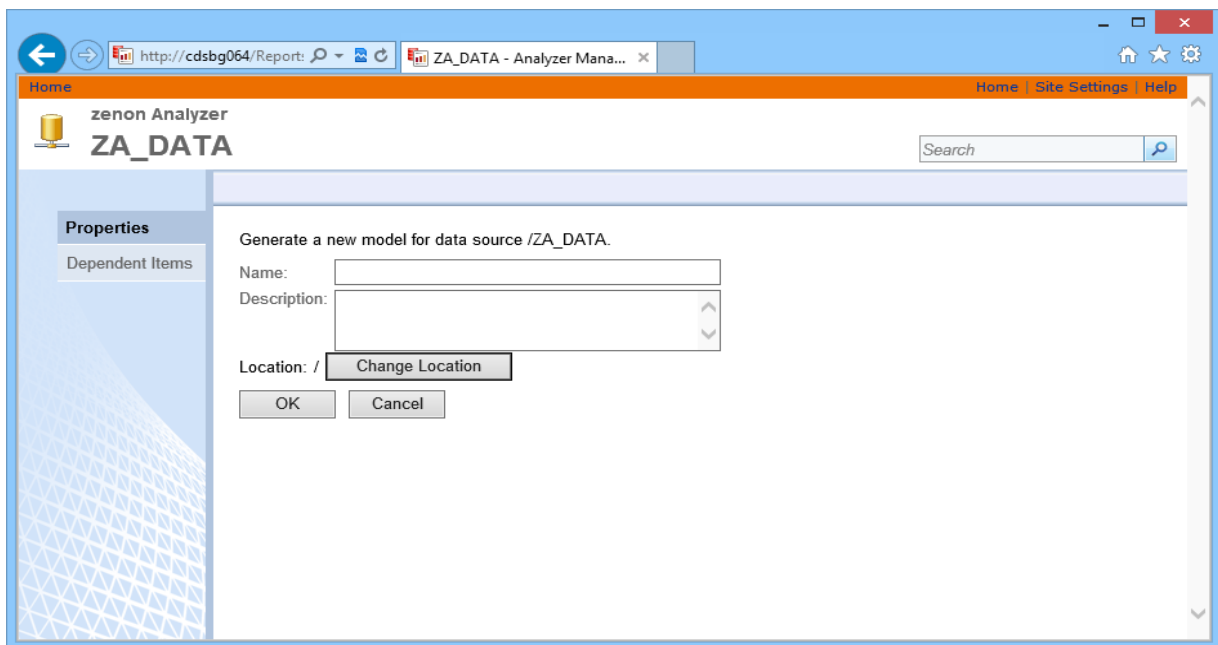 http://cdsbg064/Report:
ZA_DATA - Analyzer Mana...
Home
Home | Site Settings | Help
zenon Analyzer
ZA_DATA
Search
Properties
Dependent Items
Generate a new model for data source /ZA_DATA.
Name:
Description:
Location: / Change Location
OK Cancel